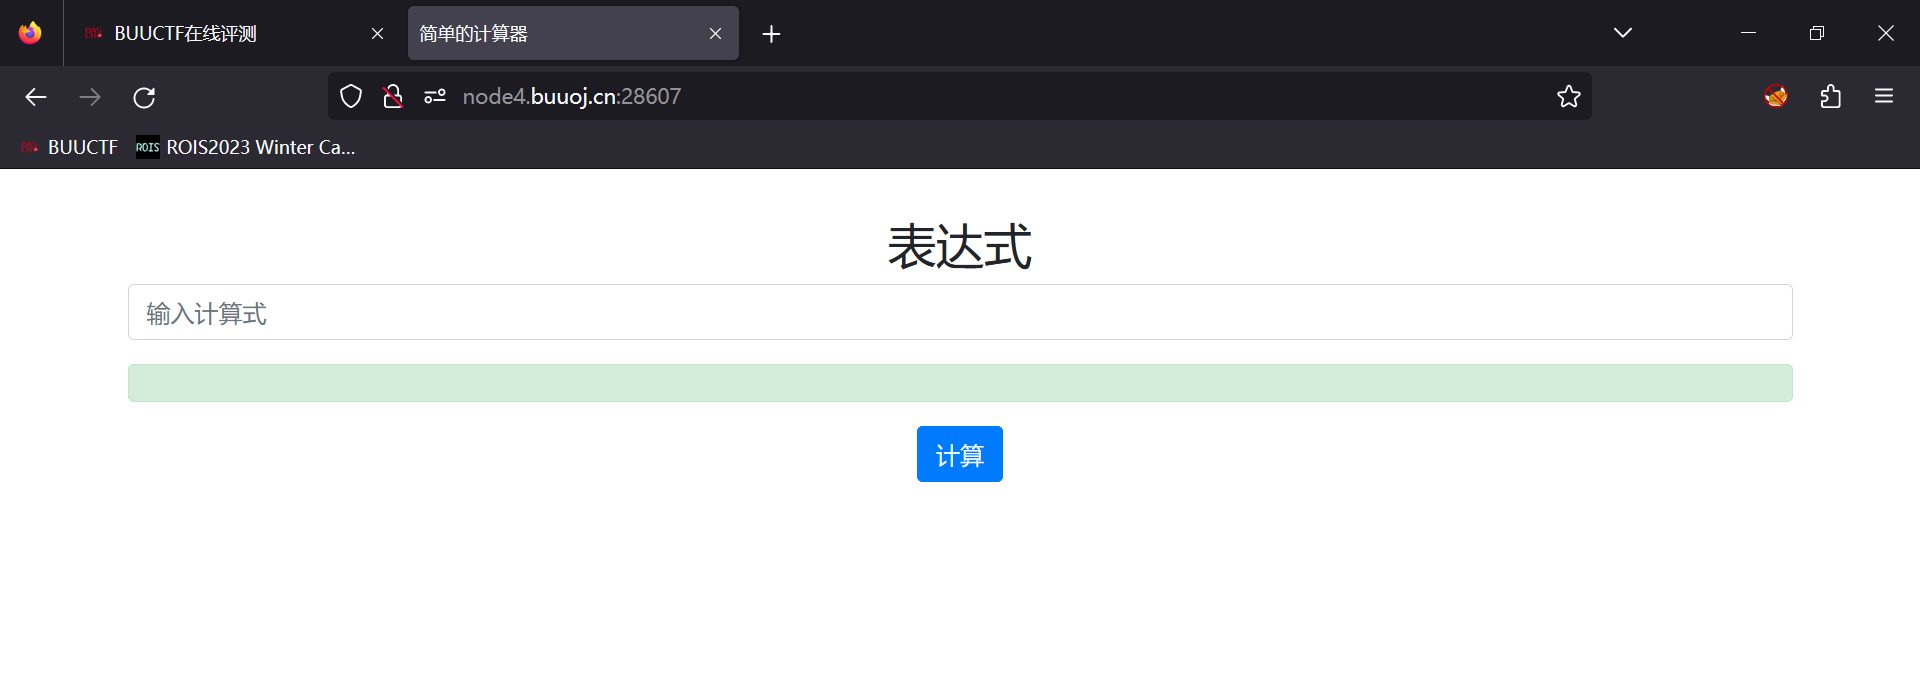 BUUCTF在线评测
简单的计算器
node4.buuoj.cn:28607
BUUCTF
ROIS ROIS2023 Winter Ca...
表达式
输入计算式
计算